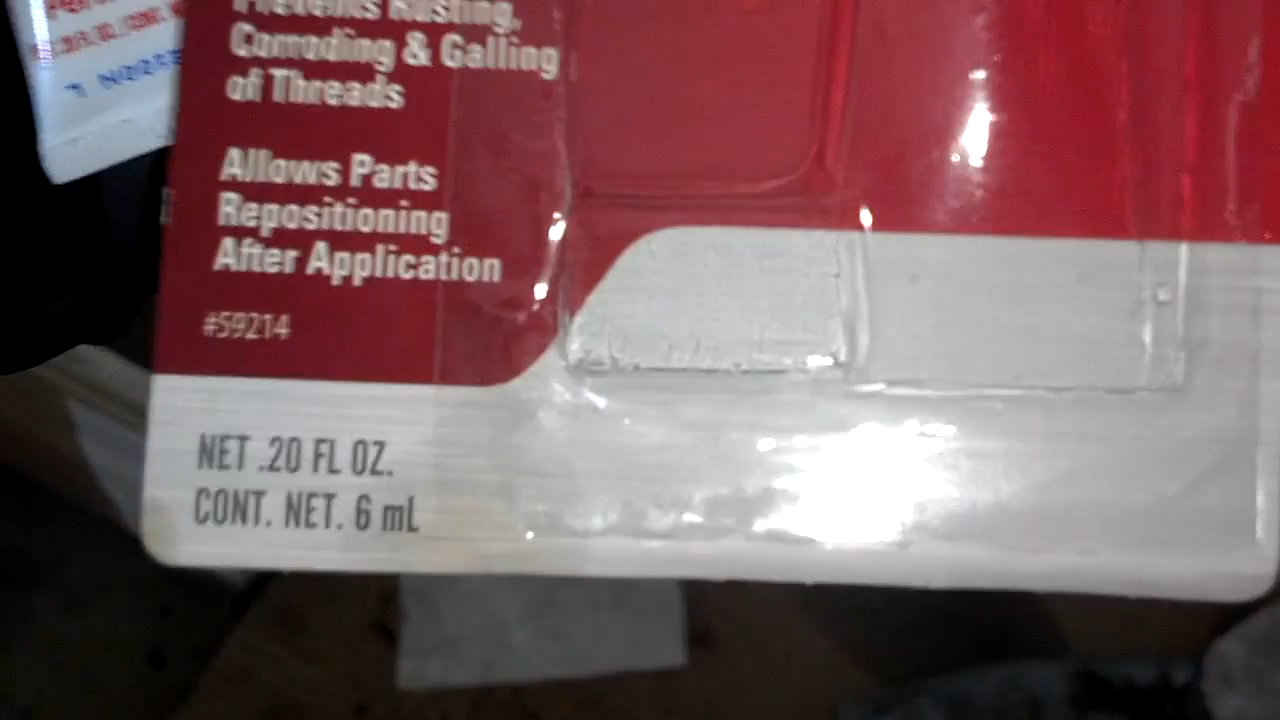 Prevents Rusting,
Corroding & Galling
of Threads
Allows Parts
Repositioning
After Application
#59214
NET .20 FL OZ.
CONT. NET. 6 mL